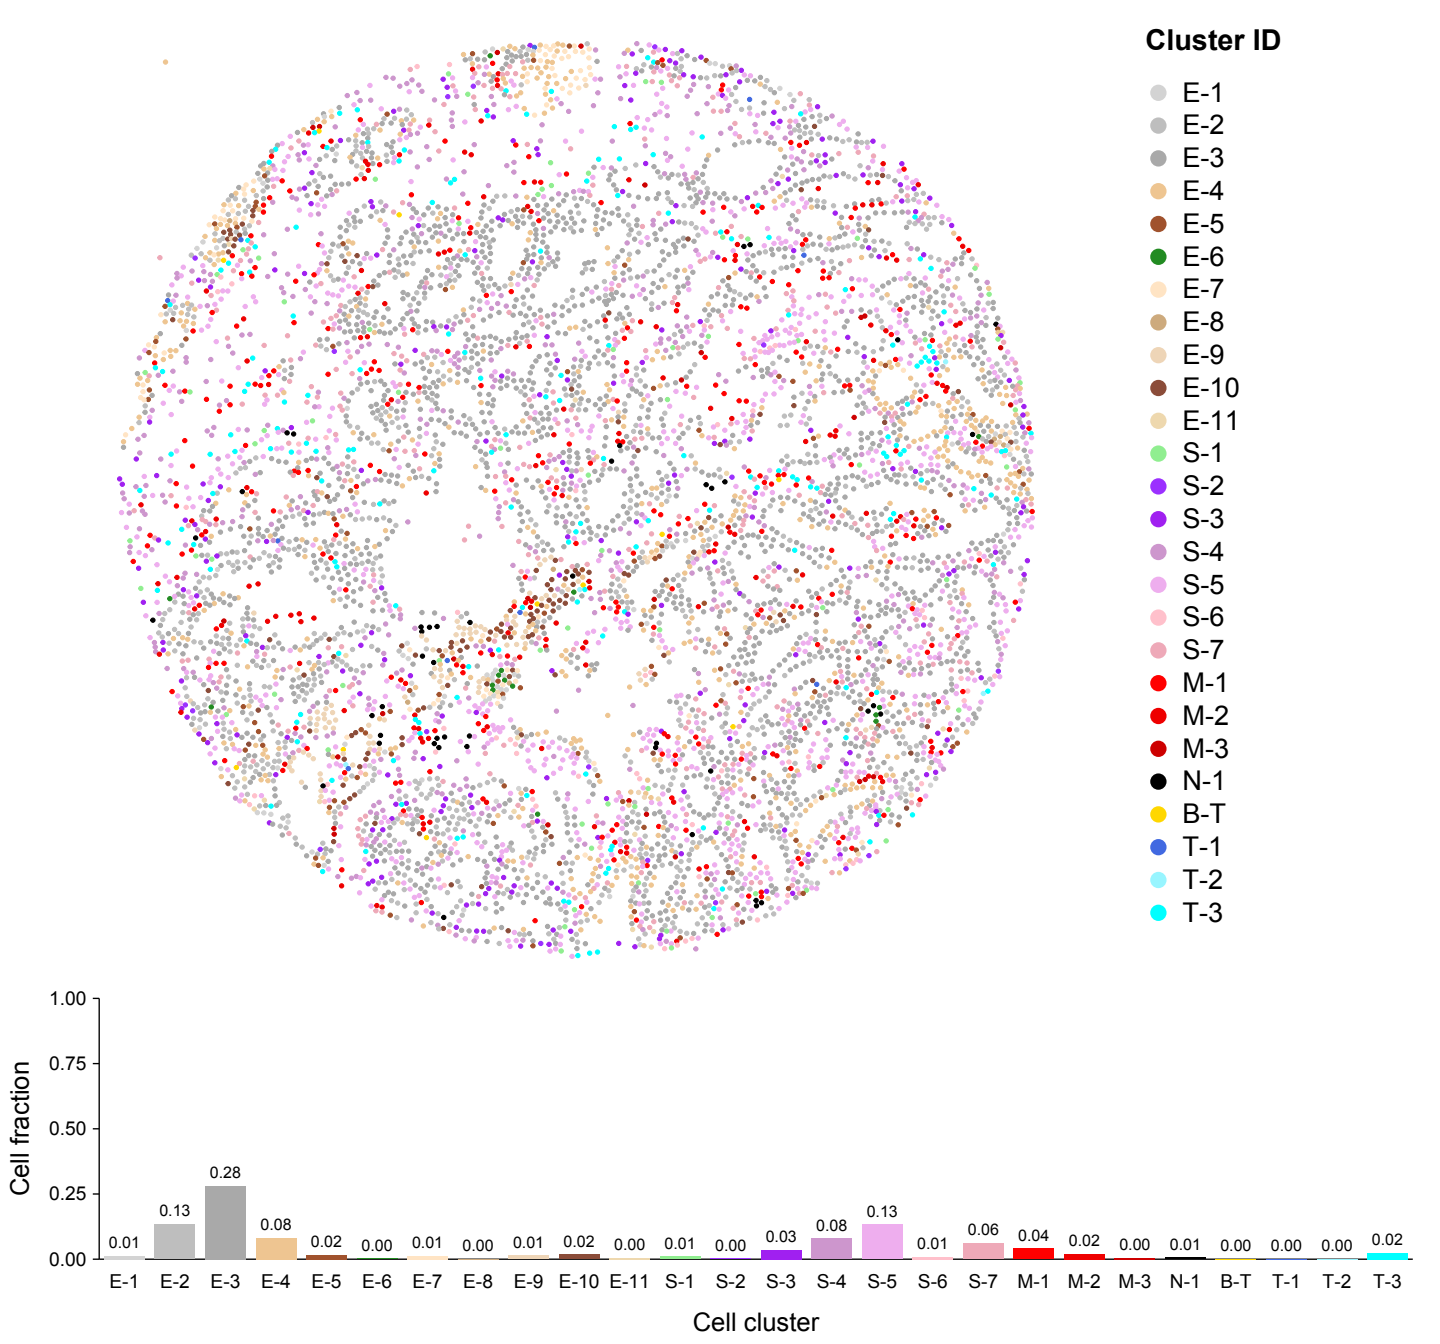 Cluster ID
E-1
E-2
E-3
E-4
E-5
E-6
E-7
E-8
E-9
E-10
E-11
S-1
S-2
S-3
S-4
S-5
S-6
S-7
M-1
M-2
M-3
N-1
B-T
T-1
T-2
T-3
1.00
0.75
0.50
0.25
0.00
Cell fraction
0.01 0.13 0.28 0.08 0.02 0.00 0.01 0.00 0.01 0.02 0.00 0.01 0.00 0.03 0.08 0.13 0.01 0.06 0.04 0.02 0.00 0.01 0.00 0.00 0.00 0.02
E-1 E-2 E-3 E-4 E-5 E-6 E-7 E-8 E-9 E-10 E-11 S-1 S-2 S-3 S-4 S-5 S-6 S-7 M-1 M-2 M-3 N-1 B-T T-1 T-2 T-3
Cell cluster